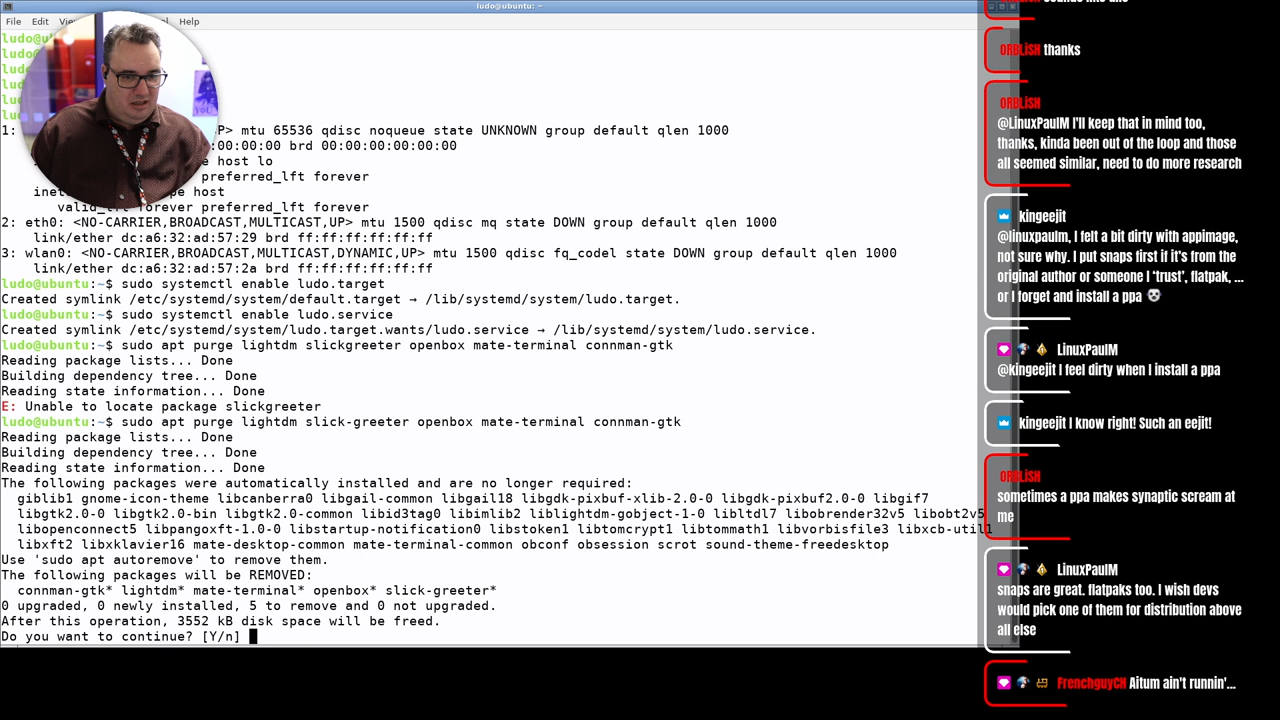 ludo@ubuntu: ~
File Edit Help
ludo@u
ludo@
1: P> mtu 65536 qdisc noqueue state UNKNOWN group default qlen 1000
:00:00:00:00 brd 00:00:00:00:00:00
e host lo
preferred_lft forever
host
preferred_lft forever
2: eth0: <NO-CARRIER,BROADCAST,MULTICAST,UP> mtu 1500 qdisc mq state DOWN group default qlen 1000
link/ether dc:a6:32:ad:57:29 brd ff:ff:ff:ff:ff:ff
3: wlan0: <NO-CARRIER,BROADCAST,MULTICAST,DYNAMIC,UP> mtu 1500 qdisc fq_codel state DOWN group default qlen 1000
link/ether dc:a6:32:ad:57:2a brd ff:ff:ff:ff:ff:ff
ludo@ubuntu:~$ sudo systemctl enable ludo.target
Created symlink /etc/systemd/system/default.target → /lib/systemd/system/ludo.target.
ludo@ubuntu:~$ sudo systemctl enable ludo.service
Created symlink /etc/systemd/system/ludo.target.wants/ludo.service → /lib/systemd/system/ludo.service.
ludo@ubuntu:~$ sudo apt purge lightdm slickgreeter openbox mate-terminal connman-gtk
Reading package lists... Done
Building dependency tree... Done
Reading state information... Done
E: Unable to locate package slickgreeter
ludo@ubuntu:~$ sudo apt purge lightdm slick-greeter openbox mate-terminal connman-gtk
Reading package lists... Done
Building dependency tree... Done
Reading state information... Done
The following packages were automatically installed and are no longer required:
giblib1 gnome-icon-theme libcanberra0 libgail-common libgail18 libgdk-pixbuf-xlib-2.0-0 libgdk-pixbuf2.0-0 libgif7
libgtk2.0-0 libgtk2.0-bin libgtk2.0-common libid3tag0 libimlib2 liblightdm-gobject-1-0 libltdl7 libobrender32v5 libobt2v5
libopenconnect5 libpangoxft-1.0-0 libstartup-notification0 libstoken1 libtomcrypt1 libtommath1 libvorbisfile3 libxcb-util1
libxft2 libxklavier16 mate-desktop-common mate-terminal-common obconf obsession scrot sound-theme-freedesktop
Use 'sudo apt autoremove' to remove them.
The following packages will be REMOVED:
connman-gtk* lightdm* mate-terminal* openbox* slick-greeter*
0 upgraded, 0 newly installed, 5 to remove and 0 not upgraded.
After this operation, 3552 kB disk space will be freed.
Do you want to continue? [Y/n]
ORBLiSH thanks
ORBLiSH
@LinuxPaulM I'll keep that in mind too,
thanks, kinda been out of the loop and those
all seemed similar, need to do more research
kingeejit
@linuxpaulm, I felt a bit dirty with appimage,
not sure why. I put snaps first if it's from the
original author or someone I 'trust', flatpak, ...
or I forget and install a ppa 💀
LinuxPaulM
@kingeejit I feel dirty when I install a ppa
kingeejit I know right! Such an eejit!
ORBLiSH
sometimes a ppa makes synaptic scream at
me
LinuxPaulM
snaps are great. flatpaks too. I wish devs
would pick one of them for distribution above
all else
FrenchguyCH Aitum ain't runnin'...